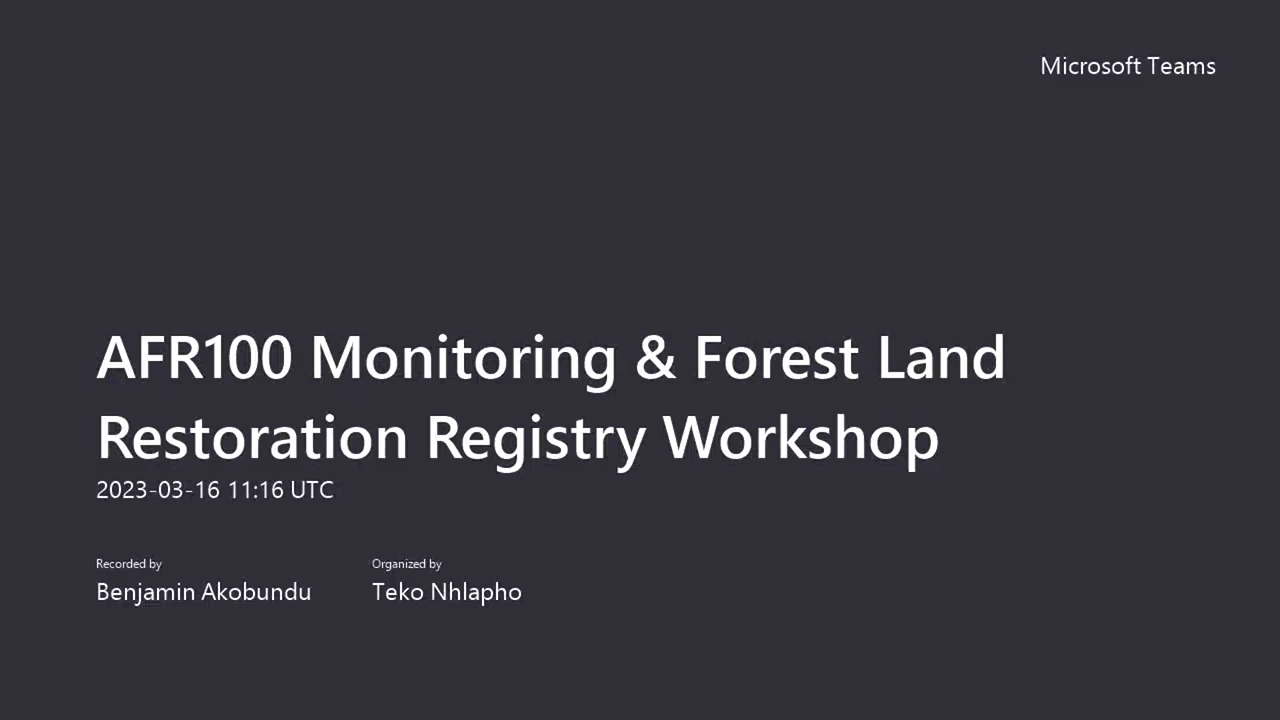 Microsoft Teams
AFR100 Monitoring & Forest Land
Restoration Registry Workshop
2023-03-16 11:16 UTC
Recorded by
Benjamin Akobundu
Organized by
Teko Nhlapho